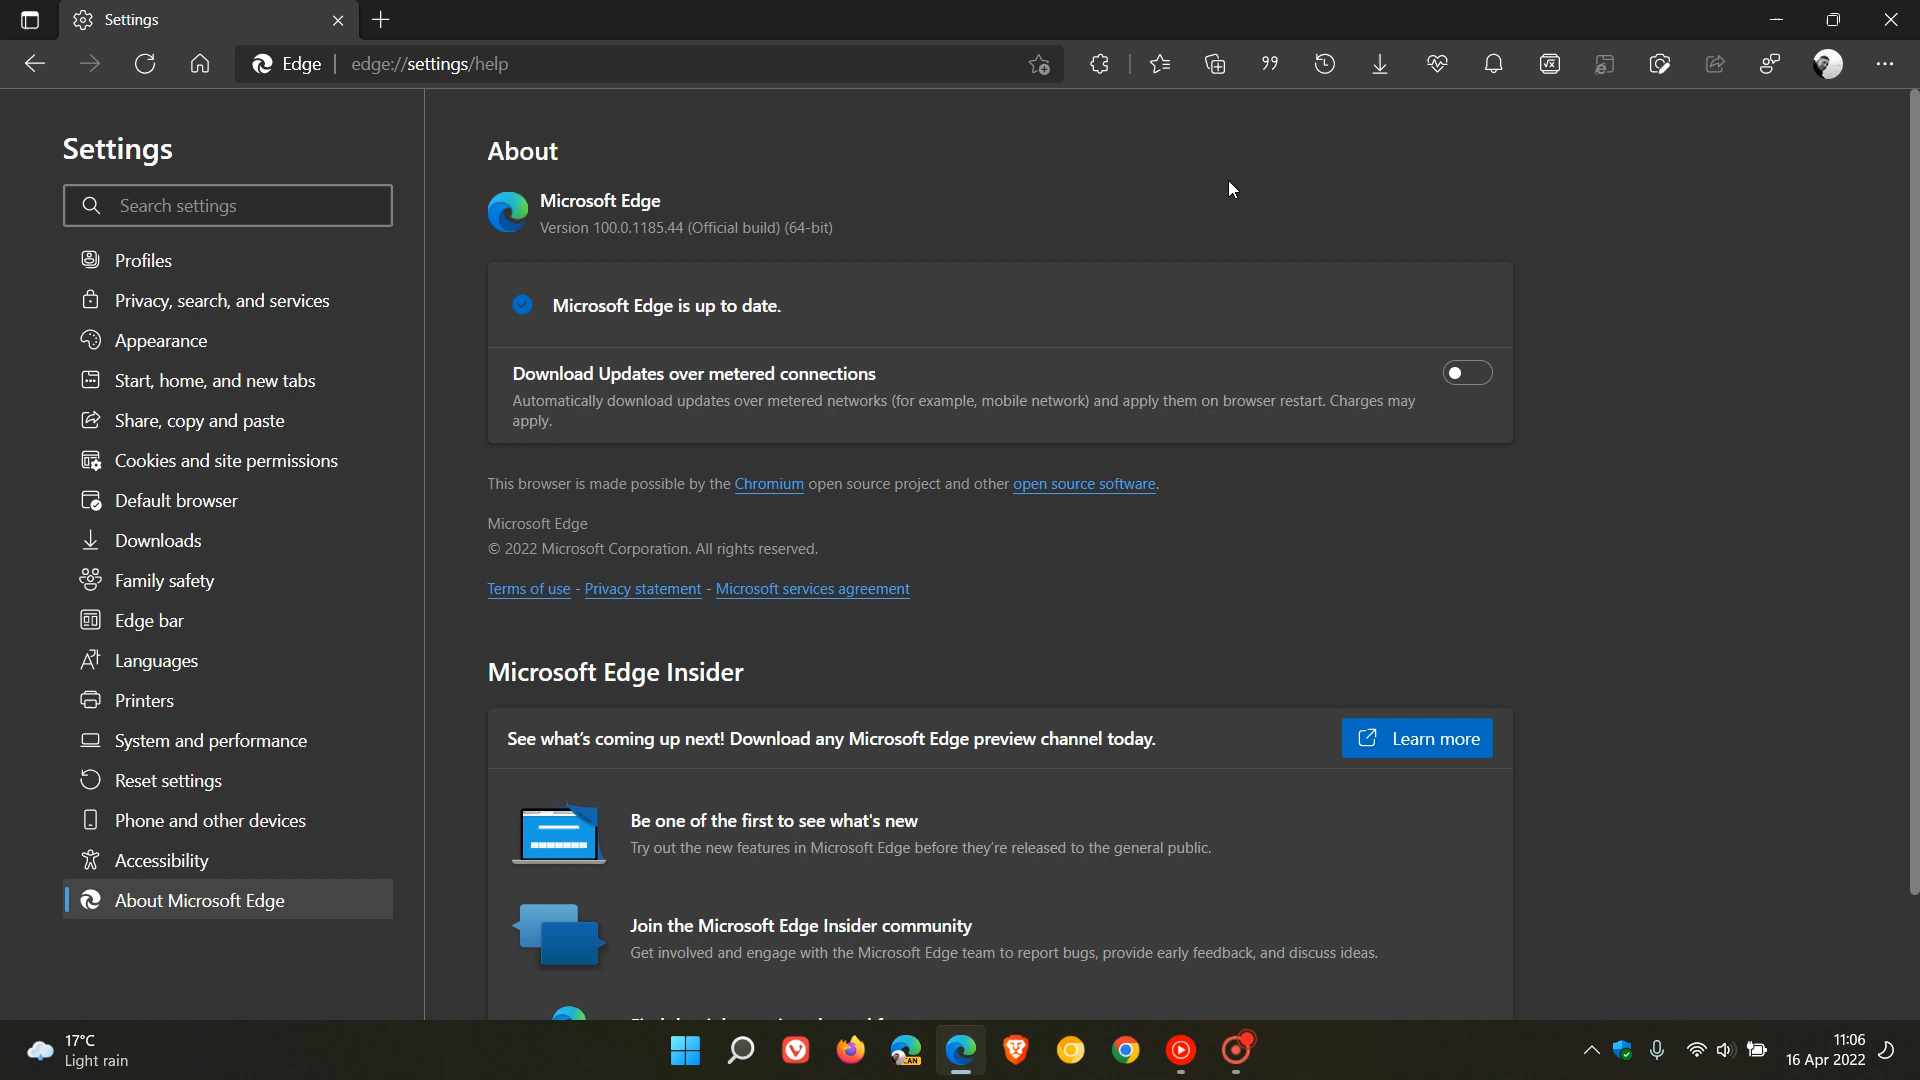 Settings
Edge
edge://settings/help
Settings
Search settings
Profiles
Privacy, search, and services
Appearance
Start, home, and new tabs
Share, copy and paste
Cookies and site permissions
Default browser
Downloads
Family safety
Edge bar
Languages
Printers
System and performance
Reset settings
Phone and other devices
Accessibility
About Microsoft Edge
About
Microsoft Edge
Version 100.0.1185.44 (Official build) (64-bit)
Microsoft Edge is up to date.
Download Updates over metered connections
Automatically download updates over metered networks (for example, mobile network) and apply them on browser restart. Charges may
apply.
This browser is made possible by the Chromium open source project and other open source software.
Microsoft Edge
© 2022 Microsoft Corporation. All rights reserved.
Terms of use - Privacy statement - Microsoft services agreement
Microsoft Edge Insider
See what's coming up next! Download any Microsoft Edge preview channel today.
Learn more
Be one of the first to see what's new
Try out the new features in Microsoft Edge before they're released to the general public.
Join the Microsoft Edge Insider community
Get involved and engage with the Microsoft Edge team to report bugs, provide early feedback, and discuss ideas.
17°C
Light rain
CAN
11:06
16 Apr 2022